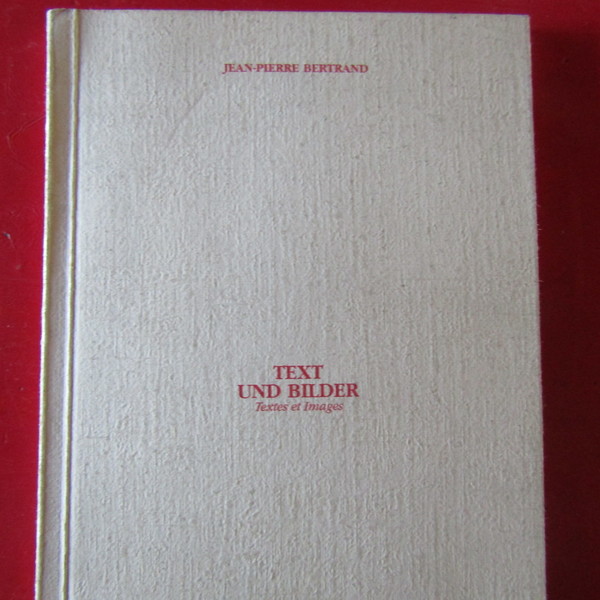 JEAN-PIERRE BERTRAND
TEXT
UND BILDER
Textes et Images